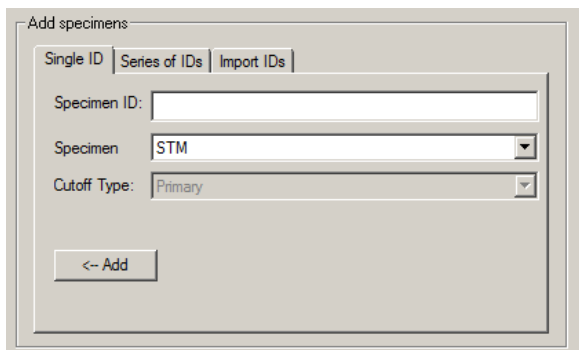 Add specimens
Single ID Series of IDs Import IDs
Specimen ID:
Specimen STM
Cutoff Type: Primary
<-- Add